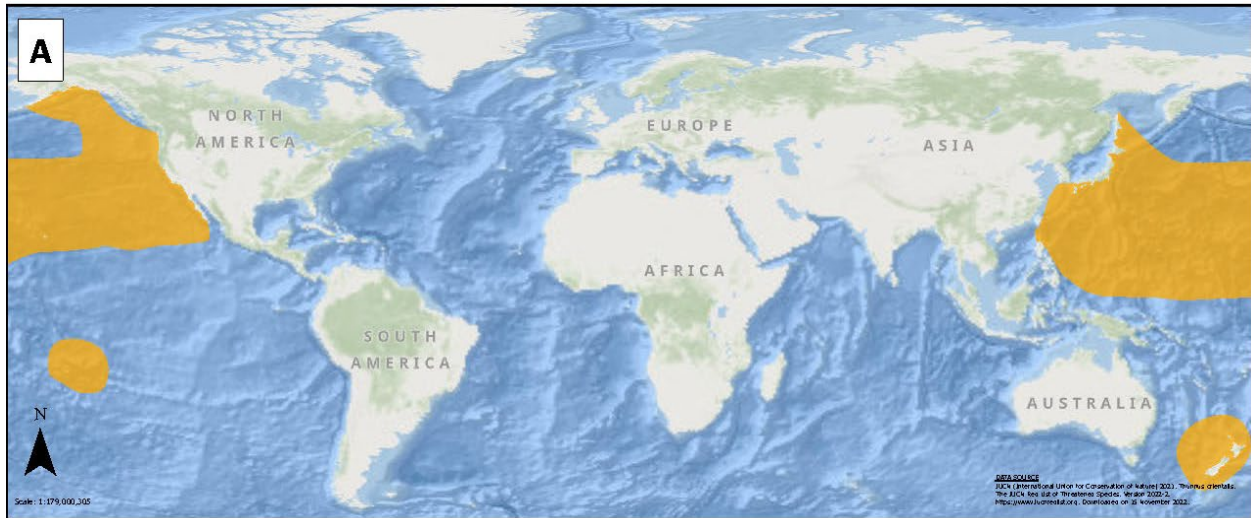 A
NORTH
AMERICA
EUROPE
ASIA
AFRICA
SOUTH
AMERICA
AUSTRALIA
N
Scale: 1:179,000,305
DATA SOURCE
IUCN (International Union for Conservation of Nature) 2021. Thunnus orientalis.
The IUCN Red List of Threatened Species. Version 2022-2.
https://www.iucnredlist.org. Downloaded on 15 November 2022.